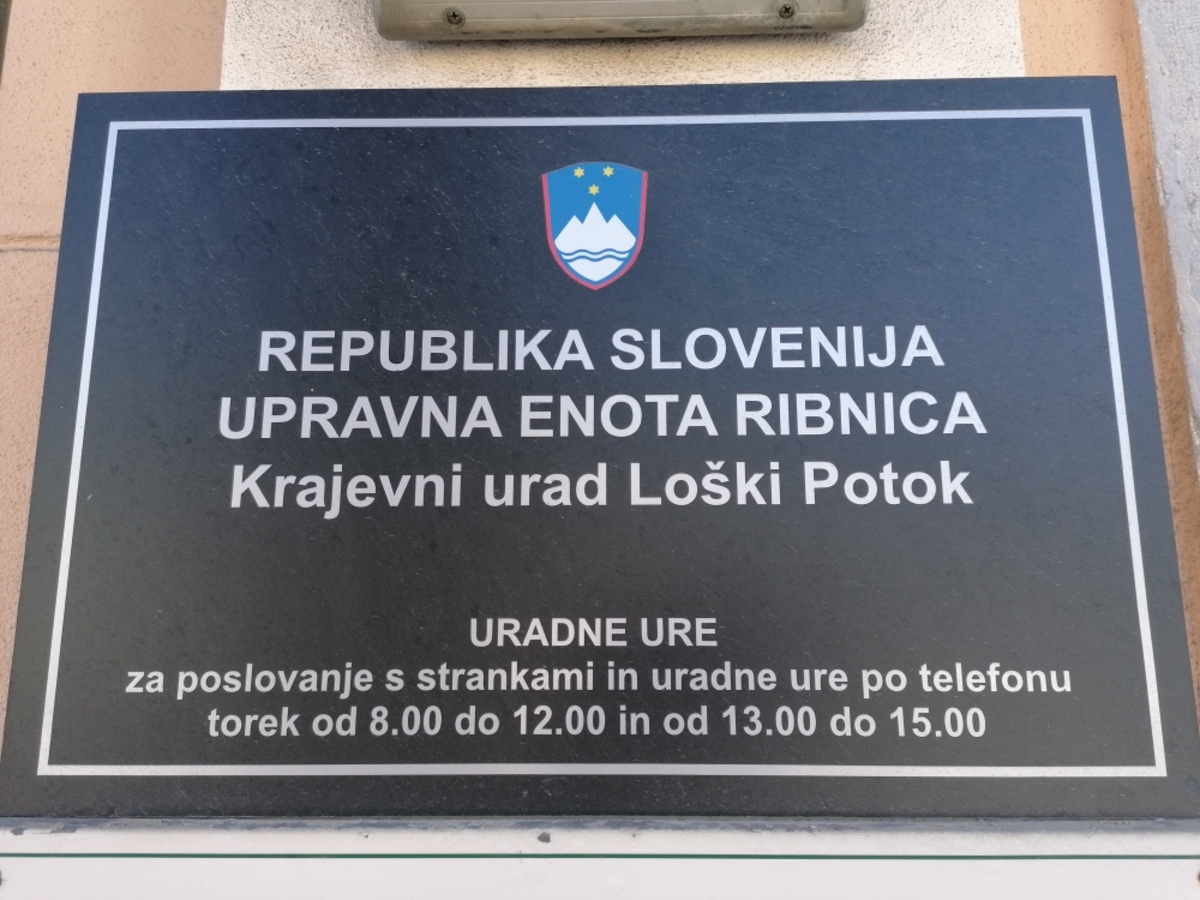 REPUBLIKA SLOVENIJA
UPRAVNA ENOTA RIBNICA
Krajevni urad Loški Potok
URADNE URE
za poslovanje s strankami in uradne ure po telefonu
torek od 8.00 do 12.00 in od 13.00 do 15.00